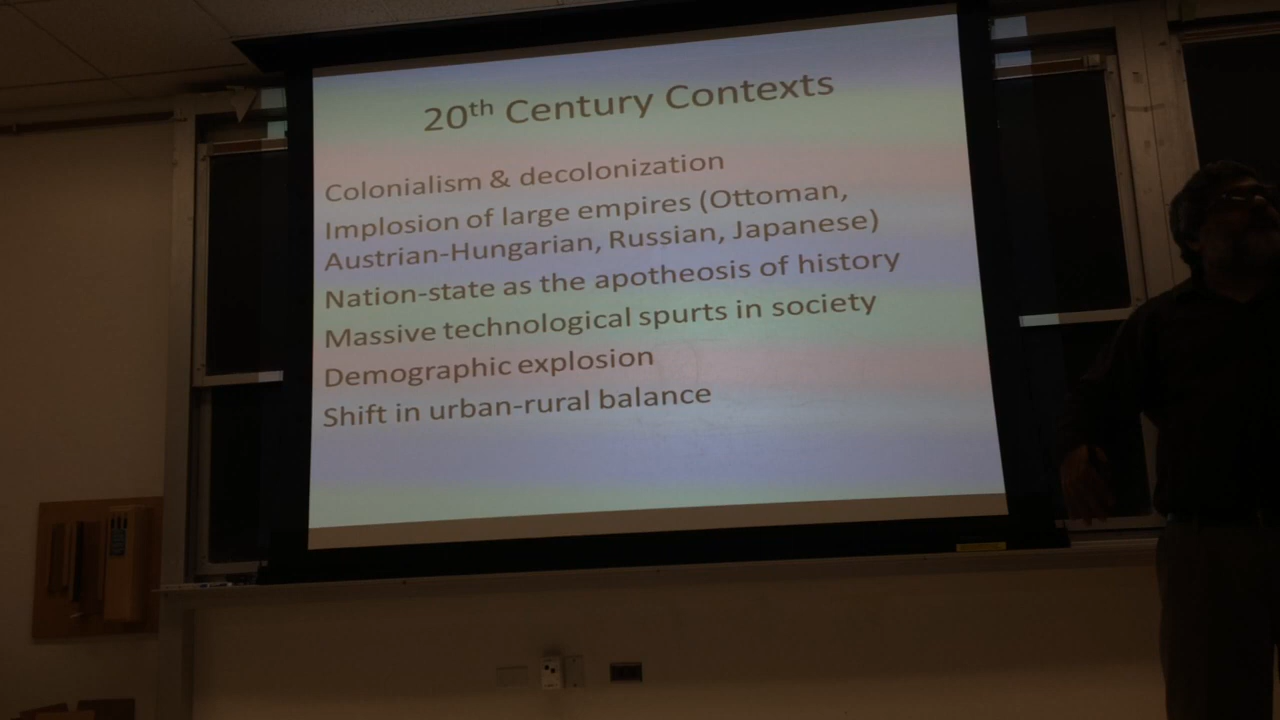 20th Century Contexts
Colonialism & decolonization
Implosion of large empires (Ottoman,
Austrian-Hungarian, Russian, Japanese)
Nation-state as the apotheosis of history
Massive technological spurts in society
Demographic explosion
Shift in urban-rural balance